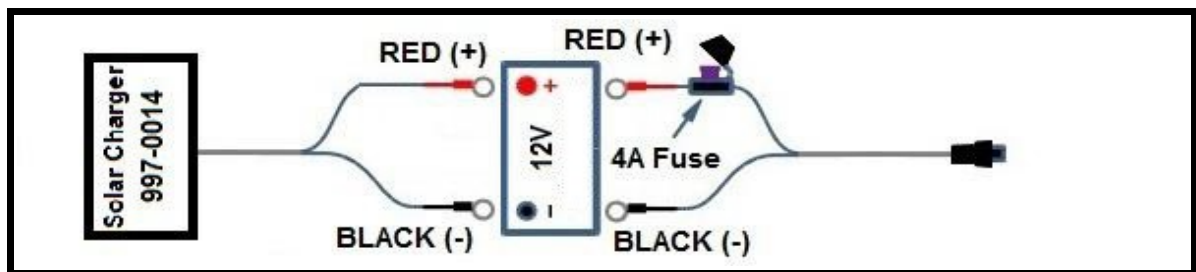 Solar Charger
997-0014
RED (+)
BLACK (-)
+
12V
-
RED (+)
4A Fuse
BLACK (-)